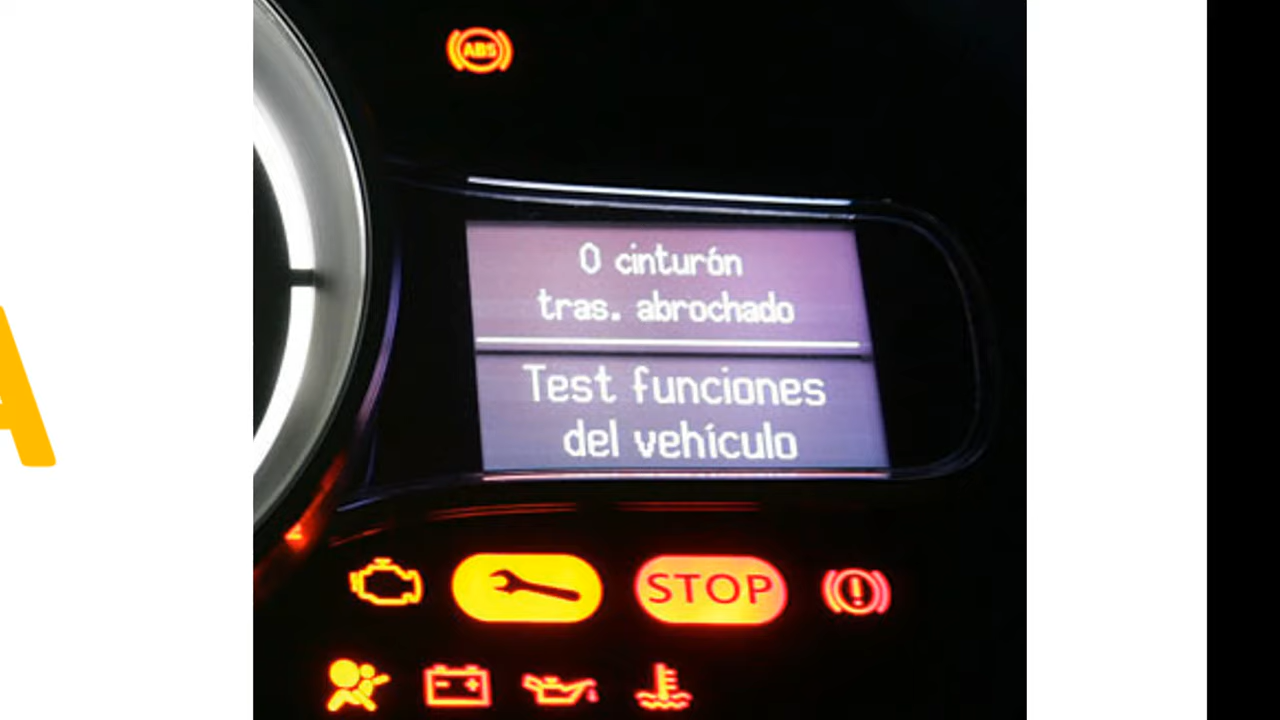 A
ABS
0 cinturón
tras. abrochado
Test funciones
del vehículo
STOP